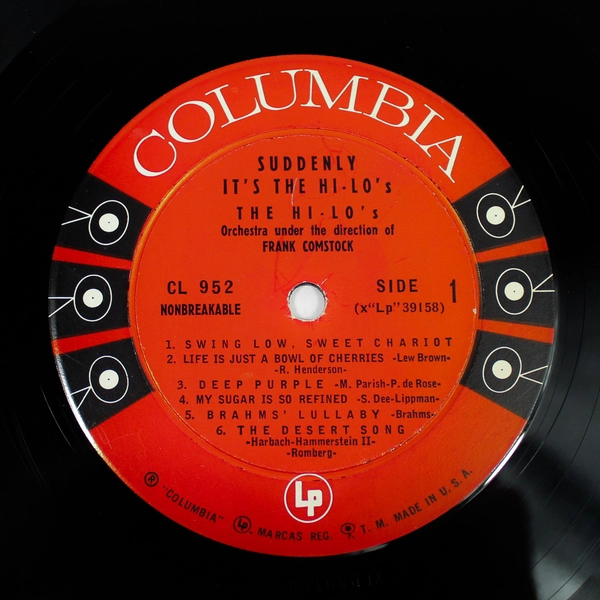 COLUMBIA
SUDDENLY
IT'S THE HI-LO's
THE HI-LO's
Orchestra under the direction of
FRANK COMSTOCK
CL 952
NONBREAKABLE
SIDE 1
(x"Lp"39158)
1. SWING LOW, SWEET CHARIOT
2. LIFE IS JUST A BOWL OF CHERRIES -Lew Brown-
-R. Henderson-
3. DEEP PURPLE -M. Parish-P. de Rose-
4. MY SUGAR IS SO REFINED -S. Dee-Lippman-
5. BRAHMS' LULLABY -Brahms-
6. THE DESERT SONG
-Harbach-Hammerstein II-
-Romberg-
Lp
® "COLUMBIA" Lp MARCAS REG. T. M. MADE IN U.S.A.